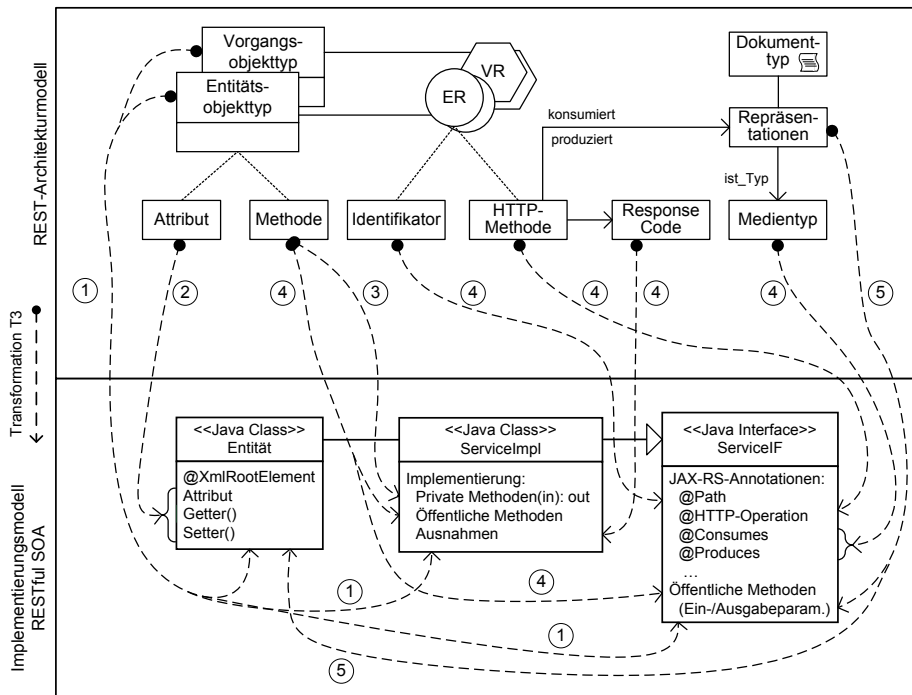 REST-Architekturmodell
Vorgangs-
objekttyp
Entitäts-
objekttyp
VR
ER
Dokument-
typ
konsumiert
produziert
Repräsen-
tationen
ist_Typ
Attribut
Methode
Identifikator
HTTP-
Methode
Response
Code
Medientyp
1
2
4
3
4
4
4
4
5
Transformation T3
Implementierungsmodell
RESTful SOA
<<Java Class>>
Entität
@XmlRootElement
Attribut
Getter()
Setter()
<<Java Class>>
ServiceImpl
Implementierung:
Private Methoden(in): out
Öffentliche Methoden
Ausnahmen
<<Java Interface>>
ServiceIF
JAX-RS-Annotationen:
@Path
@HTTP-Operation
@Consumes
@Produces
...
Öffentliche Methoden
(Ein-/Ausgabeparam.)
1
4
1
5